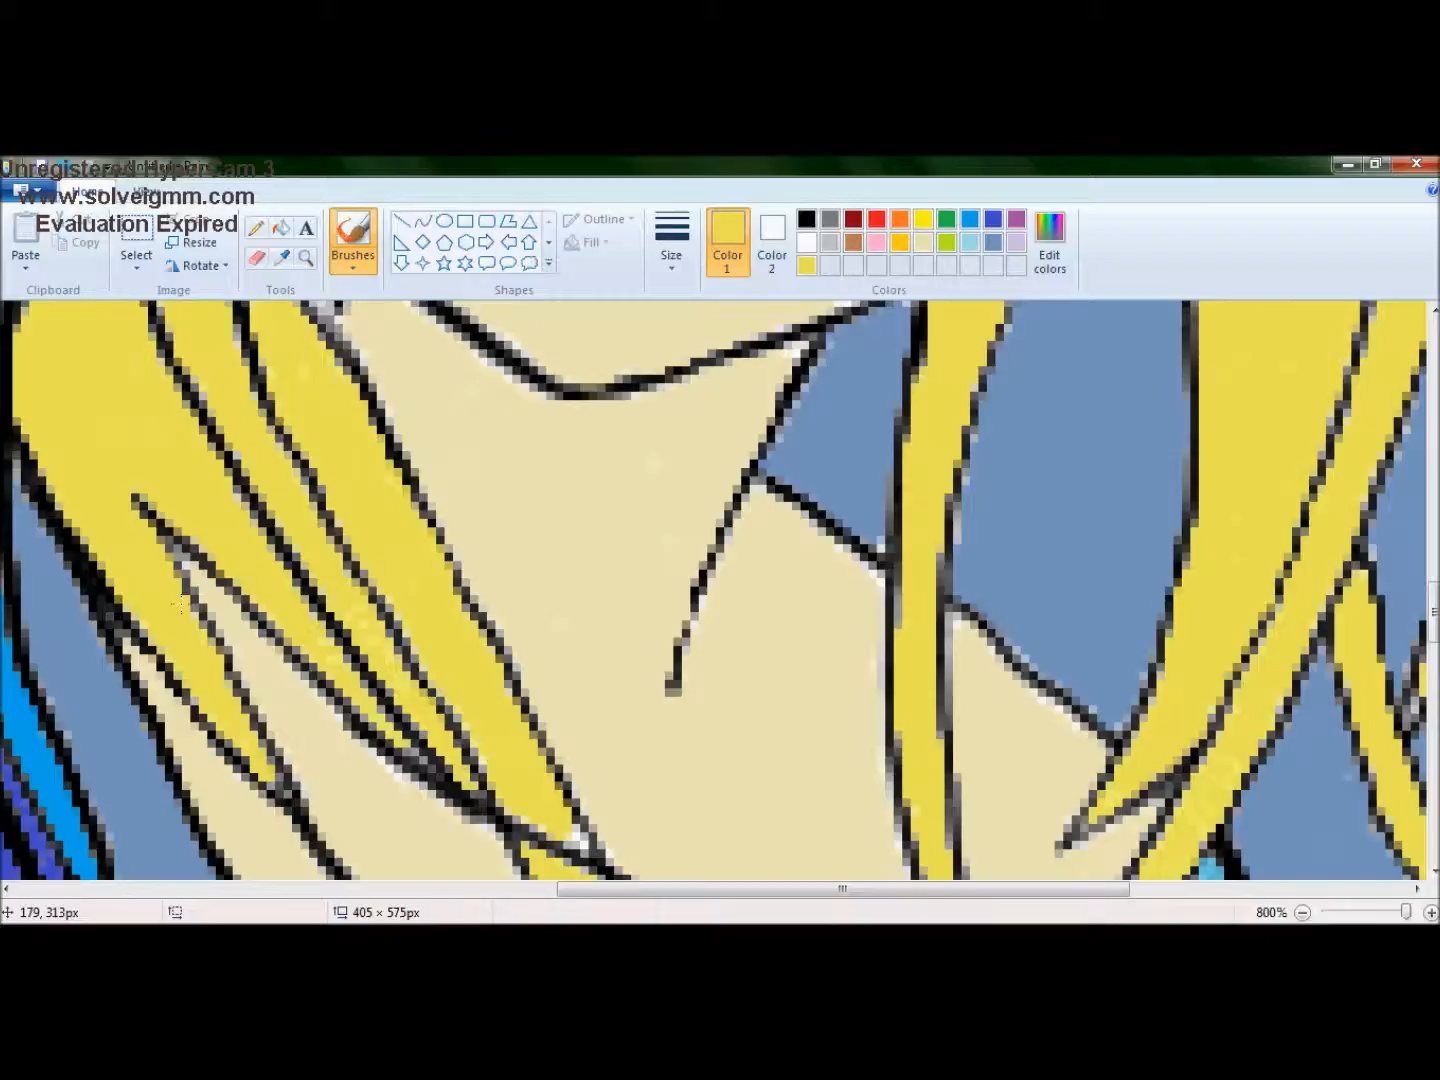 Unregistered HyperCam 3
www.solveigmm.com
Evaluation Expired
Home
Paste
Copy
Select
Resize
Rotate
A
Brushes
Outline
Fill
Size
Color 1
Color 2
Edit colors
Clipboard
Image
Tools
Shapes
Colors
179, 313px
405 × 575px
800%